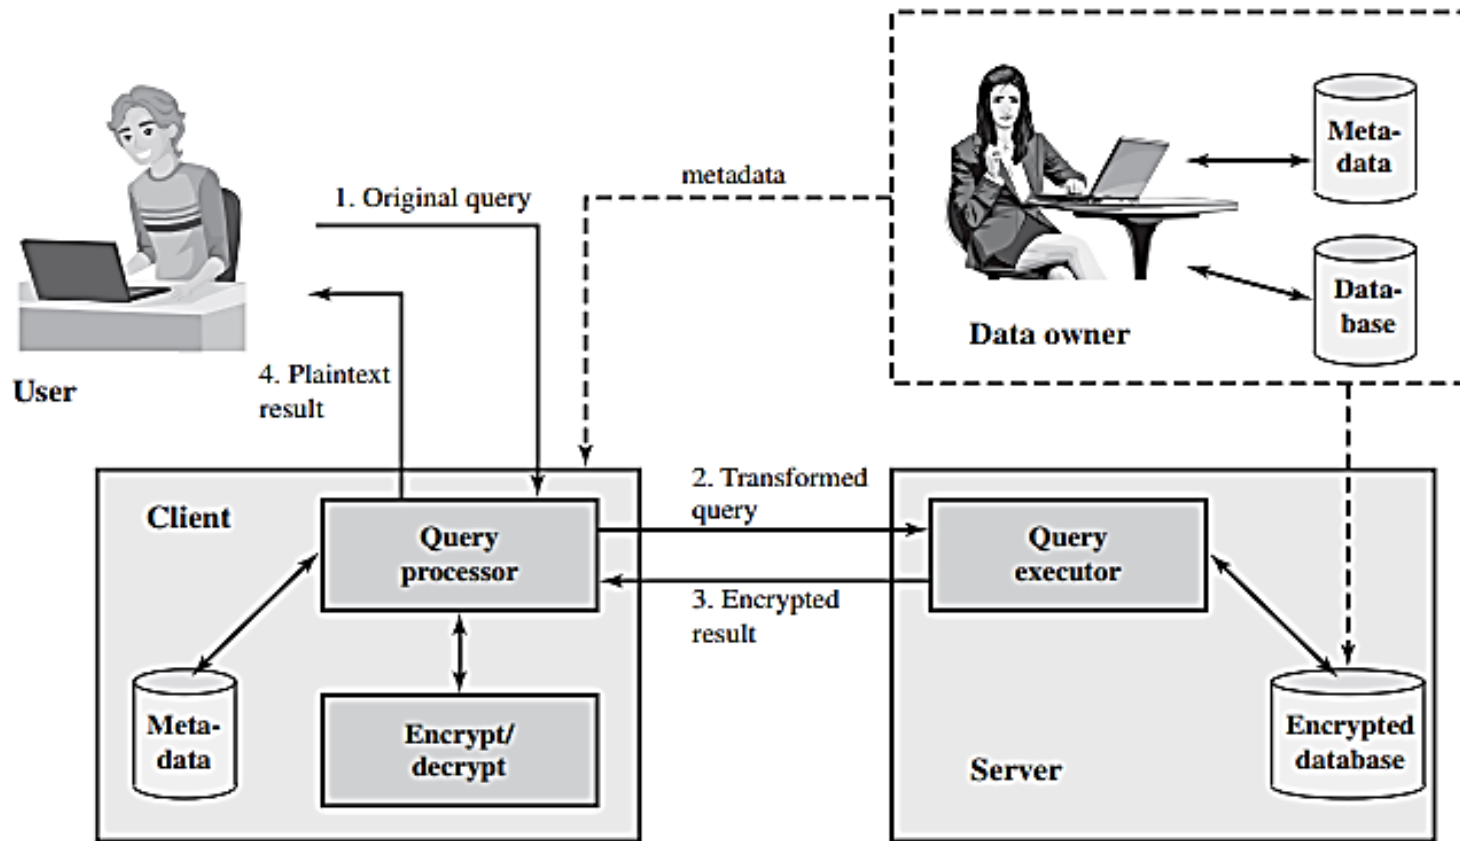 metadata
Meta-
data
1. Original query
Data-
base
Data owner
4. Plaintext
result
User
Client
Query
processor
2. Transformed
query
Query
executor
3. Encrypted
result
Meta-
data
Encrypt/
decrypt
Encrypted
database
Server